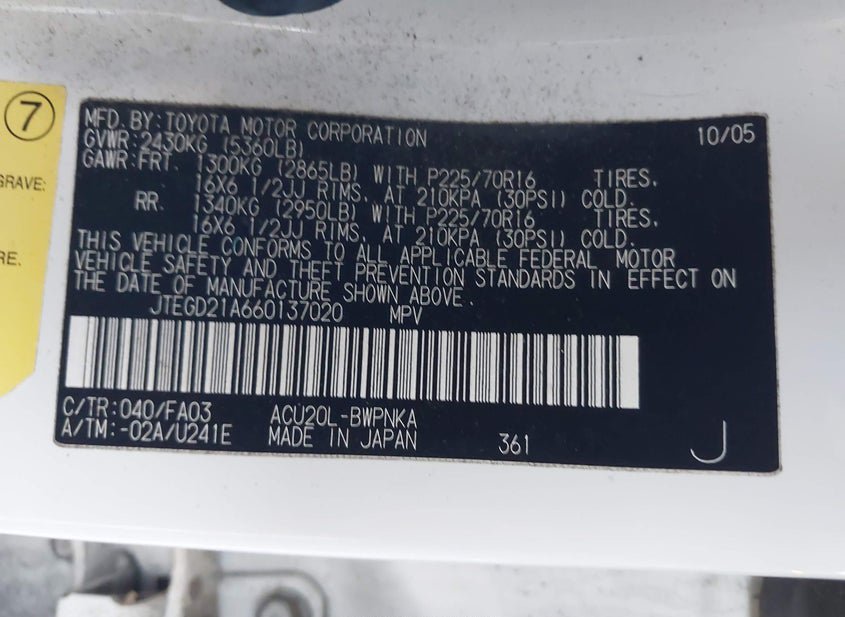 7
GRAVE:
RE.
MFD. BY: TOYOTA MOTOR CORPORATION 10/05
GVWR: 2430KG (5360LB)
GAWR: FRT. 1300KG (2865LB) WITH P225/70R16 TIRES,
16X6 1/2JJ RIMS, AT 210KPA (30PSI) COLD.
RR. 1340KG (2950LB) WITH P225/70R16 TIRES,
16X6 1/2JJ RIMS, AT 210KPA (30PSI) COLD.
THIS VEHICLE CONFORMS TO ALL APPLICABLE FEDERAL MOTOR
VEHICLE SAFETY AND THEFT PREVENTION STANDARDS IN EFFECT ON
THE DATE OF MANUFACTURE SHOWN ABOVE.
JTEGD21A660137020 MPV
C/TR: 040/FA03 ACU20L-BWPNKA
A/TM: -02A/U241E MADE IN JAPAN 361 J